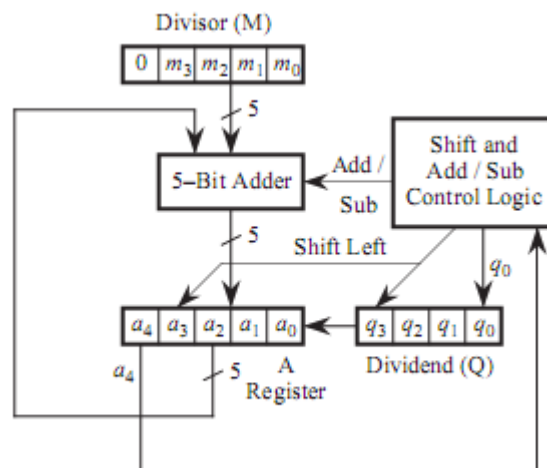 Divisor (M)
0 m3 m2 m1 m0
5
5–Bit Adder
Add /
Sub
Shift and
Add / Sub
Control Logic
5
Shift Left
q0
a4 a3 a2 a1 a0
q3 q2 q1 q0
a4
5
A
Register
Dividend (Q)